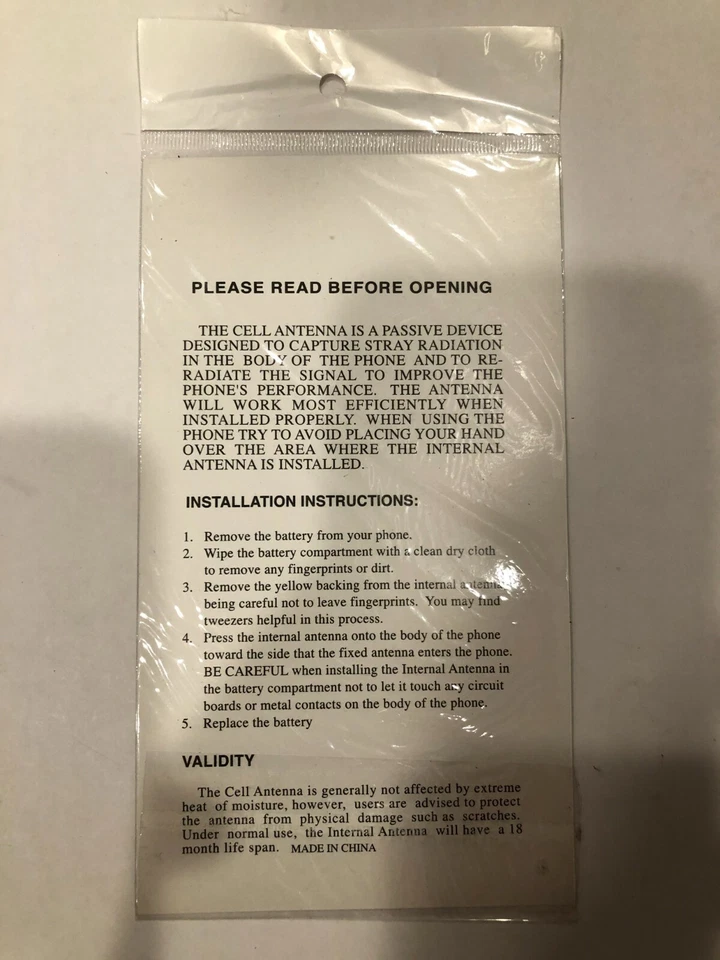 PLEASE READ BEFORE OPENING
THE CELL ANTENNA IS A PASSIVE DEVICE
DESIGNED TO CAPTURE STRAY RADIATION
IN THE BODY OF THE PHONE AND TO RE-
RADIATE THE SIGNAL TO IMPROVE THE
PHONE'S PERFORMANCE. THE ANTENNA
WILL WORK MOST EFFICIENTLY WHEN
INSTALLED PROPERLY. WHEN USING THE
PHONE TRY TO AVOID PLACING YOUR HAND
OVER THE AREA WHERE THE INTERNAL
ANTENNA IS INSTALLED.
INSTALLATION INSTRUCTIONS:
1. Remove the battery from your phone.
2. Wipe the battery compartment with a clean dry cloth
to remove any fingerprints or dirt.
3. Remove the yellow backing from the internal antenna
being careful not to leave fingerprints. You may find
tweezers helpful in this process.
4. Press the internal antenna onto the body of the phone
toward the side that the fixed antenna enters the phone.
BE CAREFUL when installing the Internal Antenna in
the battery compartment not to let it touch any circuit
boards or metal contacts on the body of the phone.
5. Replace the battery
VALIDITY
The Cell Antenna is generally not affected by extreme
heat of moisture, however, users are advised to protect
the antenna from physical damage such as scratches.
Under normal use, the Internal Antenna will have a 18
month life span. MADE IN CHINA